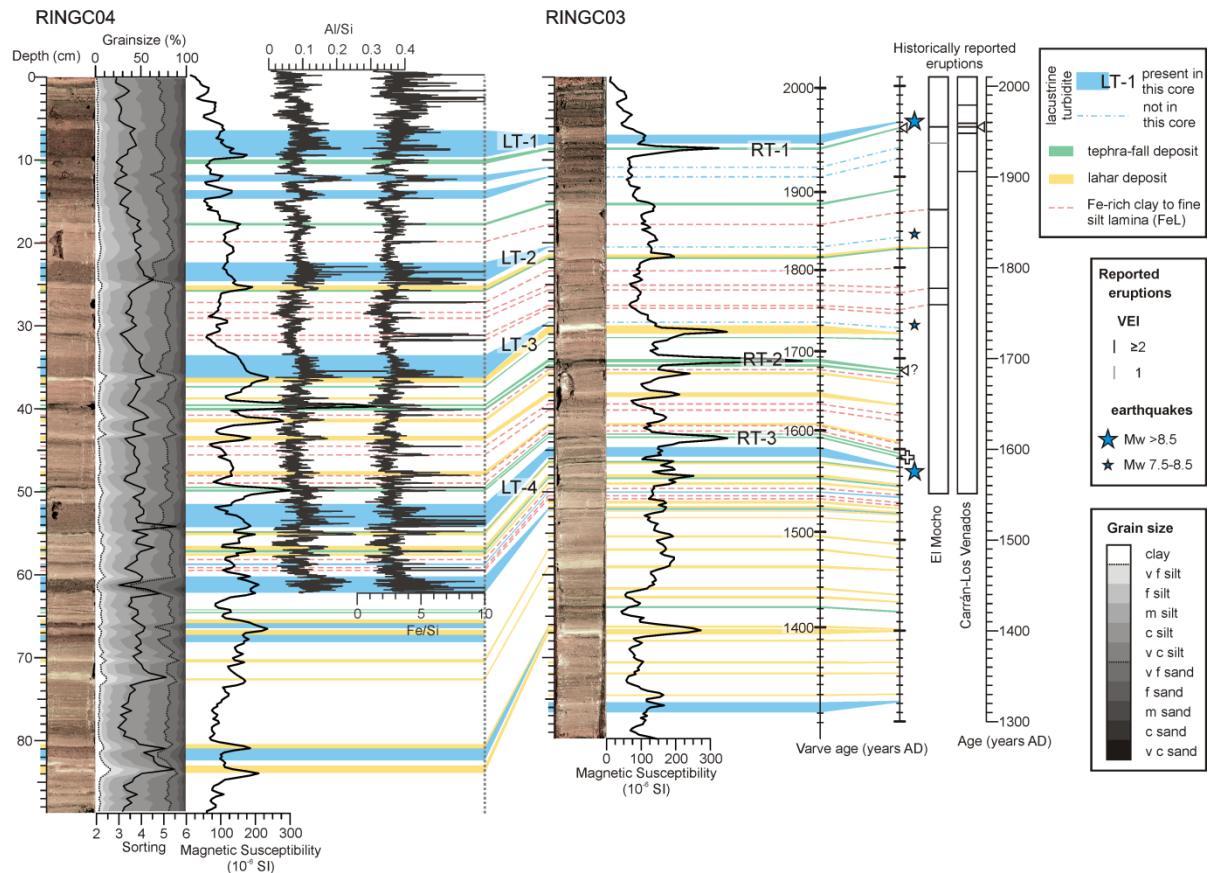 RINGC04
RINGC03
Grainsize (%)
Depth (cm)
0 50 100
Al/Si
0 0.1 0.2 0.3 0.4
0
10
20
30
40
50
60
70
80
LT-1
LT-2
LT-3
LT-4
0 5 10
Fe/Si
2 3 4 5 6
Sorting
100 200 300
Magnetic Susceptibility
(10⁻⁶ SI)
RT-1
RT-2
RT-3
0 100 200 300
Magnetic Susceptibility
(10⁻⁶ SI)
2000
1900
1800
1700
1600
1500
1400
Varve age (years AD)
Historically reported
eruptions
?
El Mocho
Carrán-Los Venados
2000
1900
1800
1700
1600
1500
1400
1300
Age (years AD)
lacustrine
turbidite
LT-1
present in
this core
not in
this core
tephra-fall deposit
lahar deposit
Fe-rich clay to fine
silt lamina (FeL)
Reported
eruptions
VEI
≥2
1
earthquakes
Mw >8.5
Mw 7.5-8.5
Grain size
clay
v f silt
f silt
m silt
c silt
v c silt
v f sand
f sand
m sand
c sand
v c sand